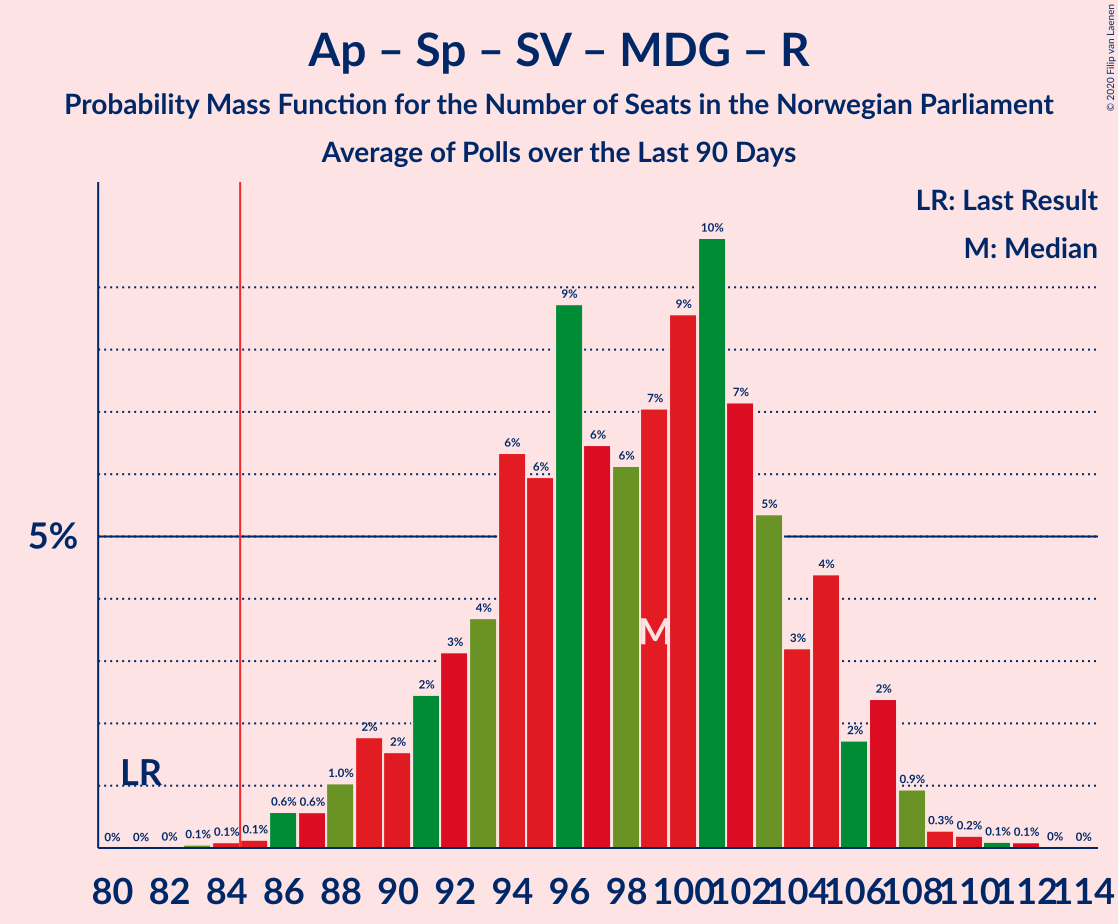 Ap – Sp – SV – MDG – R
Probability Mass Function for the Number of Seats in the Norwegian Parliament
Average of Polls over the Last 90 Days
© 2020 Filip van Laenen
LR: Last Result
M: Median
10%
9% 9%
7% 7%
6% 6% 6% 6%
5%
5%
4% 4%
M
3% 3%
2% 2% 2% 2% 2%
LR
1.0% 0.9%
0.6% 0.6%
0% 0% 0% 0.1% 0.1% 0.1% 0.3% 0.2% 0.1% 0.1% 0% 0%
80 82 84 86 88 90 92 94 96 98 100 102 104 106 108 110 112 114